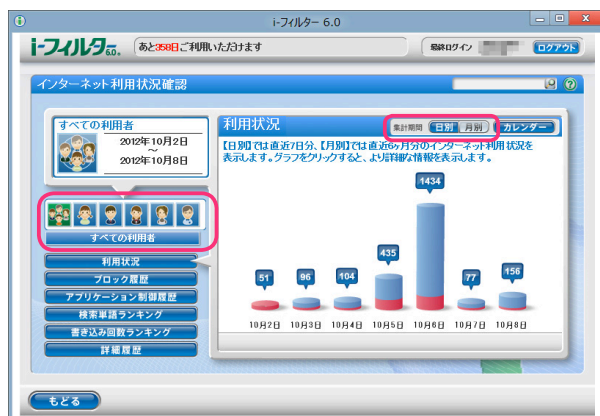 i-フィルター 6.0
i-フィルター 6.0.
あと358日ご利用いただけます
最終ログイン
ログアウト
インターネット利用状況確認
すべての利用者
2012年10月2日
～
2012年10月8日
すべての利用者
利用状況
ブロック履歴
アプリケーション制御履歴
検索単語ランキング
書き込み回数ランキング
詳細履歴
利用状況
集計期間 日別 月別 カレンダー
【日別】では直近7日分、【月別】では直近6ヶ月分のインターネット利用状況を
表示します。グラフをクリックすると、より詳細な情報を表示します。
51 96 104 435 1434 77 156
10月2日 10月3日 10月4日 10月5日 10月6日 10月7日 10月8日
もどる